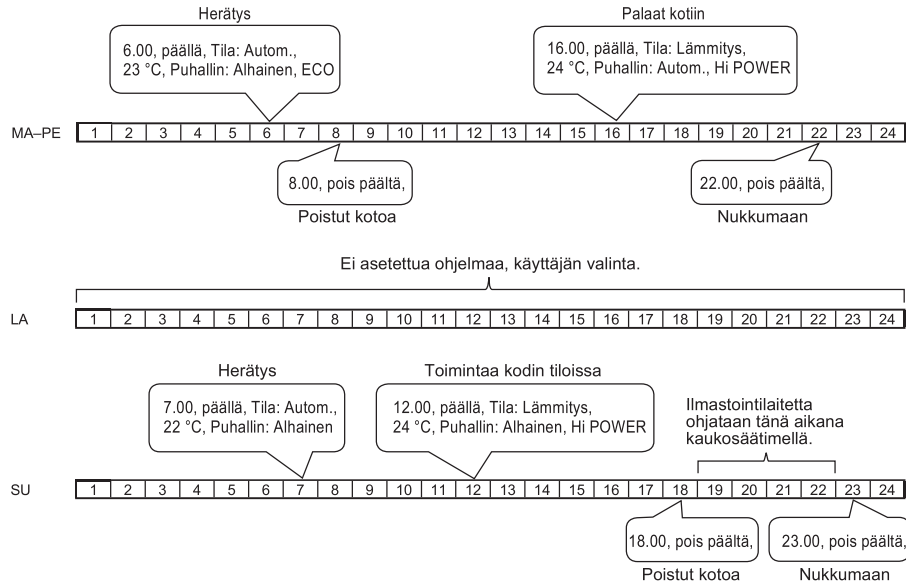 Herätys
6.00, päällä, Tila: Autom.,
23 °C, Puhallin: Alhainen, ECO
Palaat kotiin
16.00, päällä, Tila: Lämmitys,
24 °C, Puhallin: Autom., Hi POWER
MA–PE 1 2 3 4 5 6 7 8 9 10 11 12 13 14 15 16 17 18 19 20 21 22 23 24
8.00, pois päältä,
Poistut kotoa
22.00, pois päältä,
Nukkumaan
Ei asetettua ohjelmaa, käyttäjän valinta.
LA 1 2 3 4 5 6 7 8 9 10 11 12 13 14 15 16 17 18 19 20 21 22 23 24
Herätys
7.00, päällä, Tila: Autom.,
22 °C, Puhallin: Alhainen
Toimintaa kodin tiloissa
12.00, päällä, Tila: Lämmitys,
24 °C, Puhallin: Alhainen, Hi POWER
Ilmastointilaitetta
ohjataan tänä aikana
kaukosäätimellä.
SU 1 2 3 4 5 6 7 8 9 10 11 12 13 14 15 16 17 18 19 20 21 22 23 24
18.00, pois päältä,
Poistut kotoa
23.00, pois päältä,
Nukkumaan